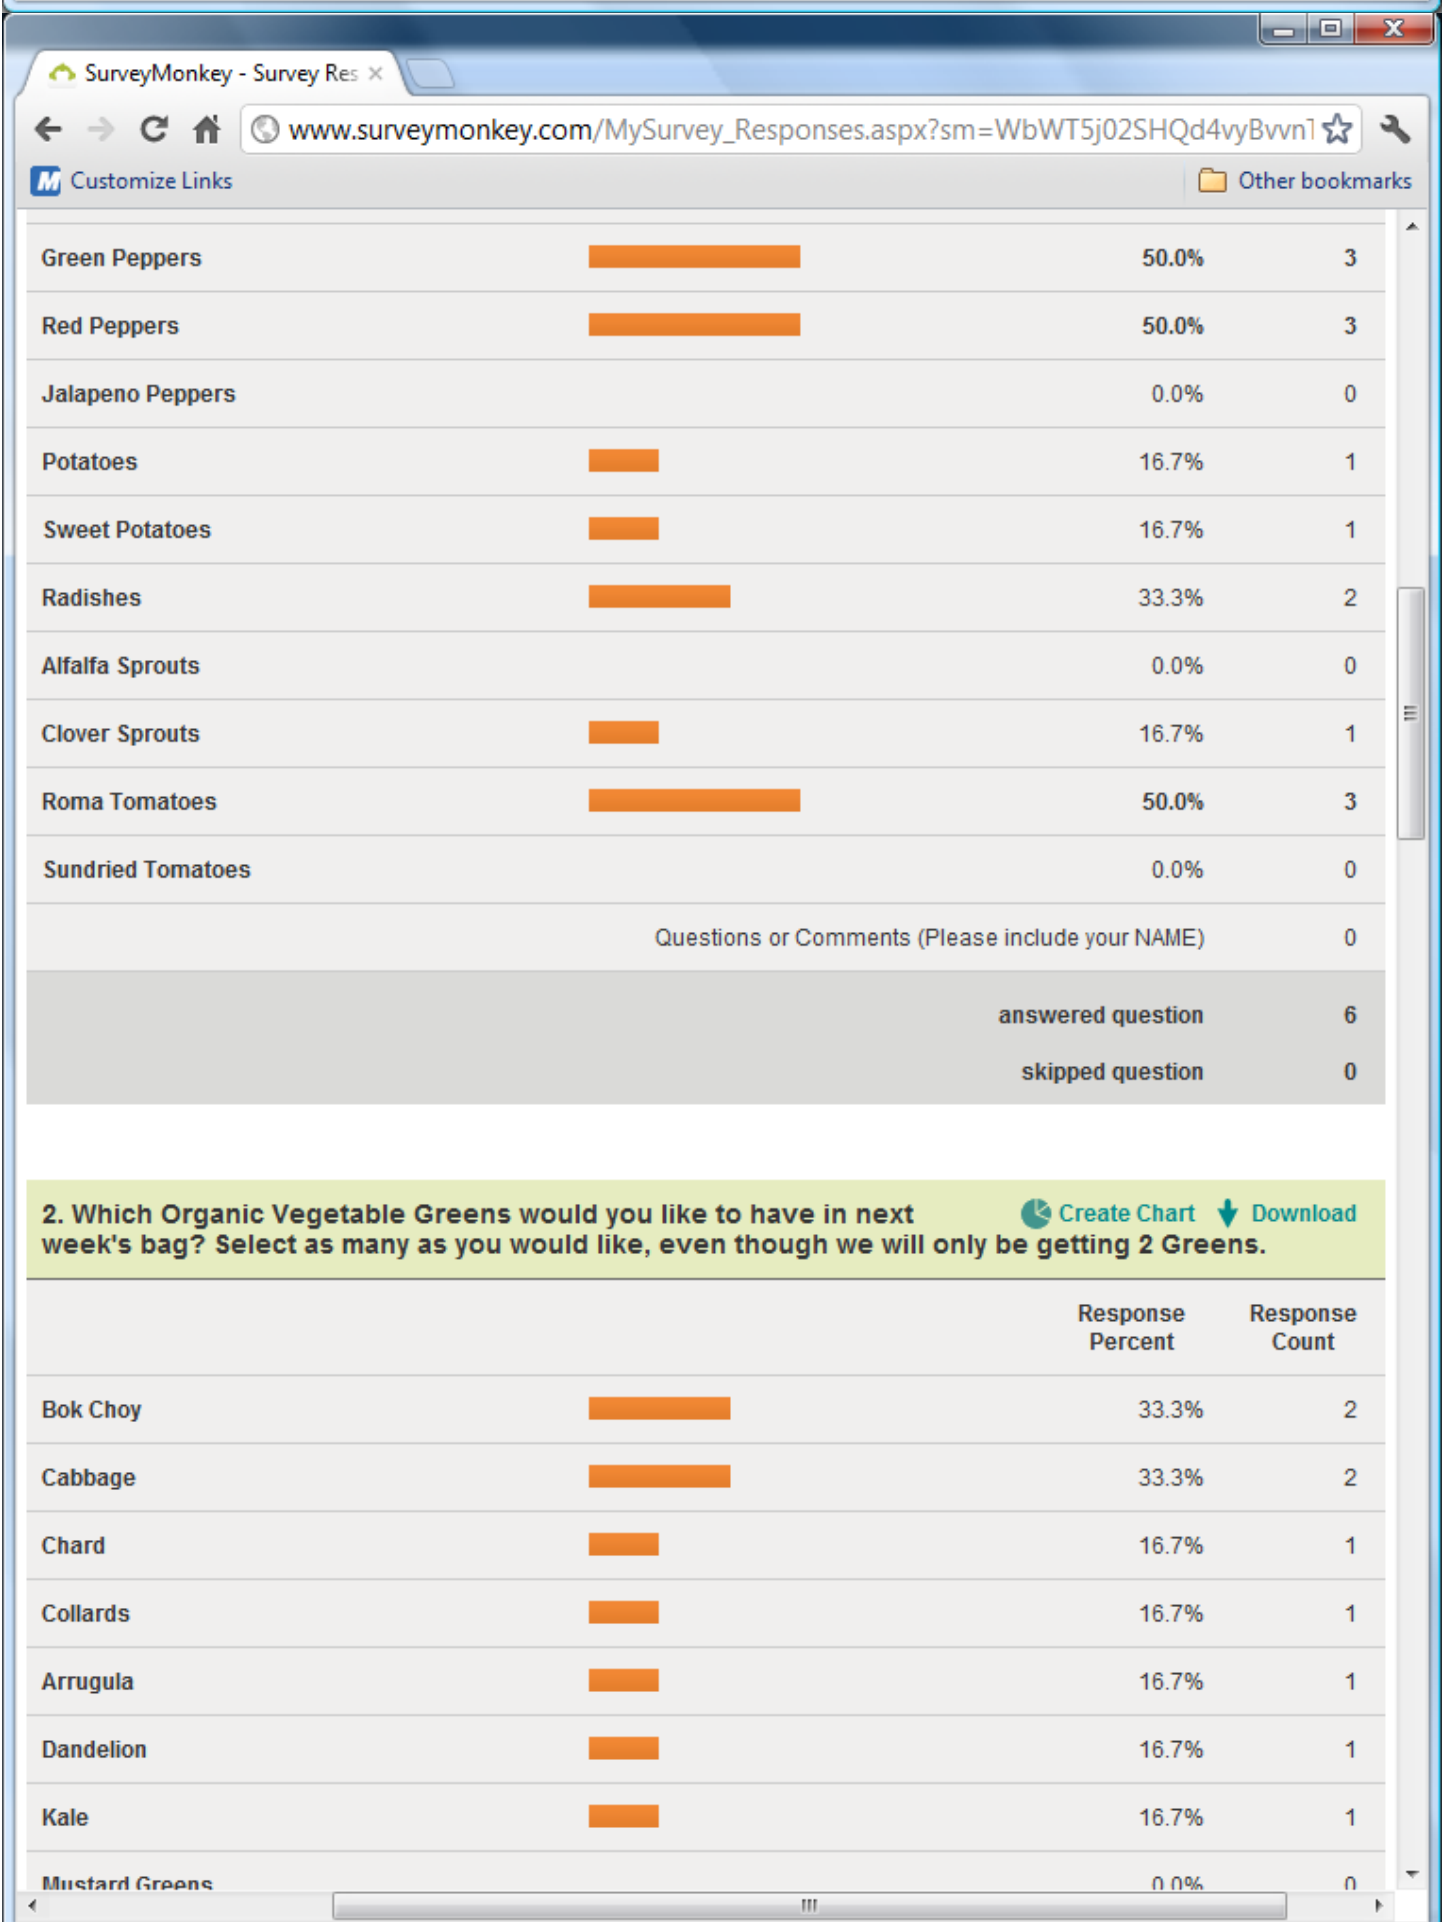 SurveyMonkey - Survey Res
www.surveymonkey.com/MySurvey_Responses.aspx?sm=WbWT5j02SHQd4vyBvvn
Customize Links Other bookmarks
Green Peppers 50.0% 3
Red Peppers 50.0% 3
Jalapeno Peppers 0.0% 0
Potatoes 16.7% 1
Sweet Potatoes 16.7% 1
Radishes 33.3% 2
Alfalfa Sprouts 0.0% 0
Clover Sprouts 16.7% 1
Roma Tomatoes 50.0% 3
Sundried Tomatoes 0.0% 0
Questions or Comments (Please include your NAME) 0
answered question 6
skipped question 0
2. Which Organic Vegetable Greens would you like to have in next Create Chart Download
week's bag? Select as many as you would like, even though we will only be getting 2 Greens.
Response Response
Percent Count
Bok Choy 33.3% 2
Cabbage 33.3% 2
Chard 16.7% 1
Collards 16.7% 1
Arrugula 16.7% 1
Dandelion 16.7% 1
Kale 16.7% 1
Mustard Greens 0.0% 0